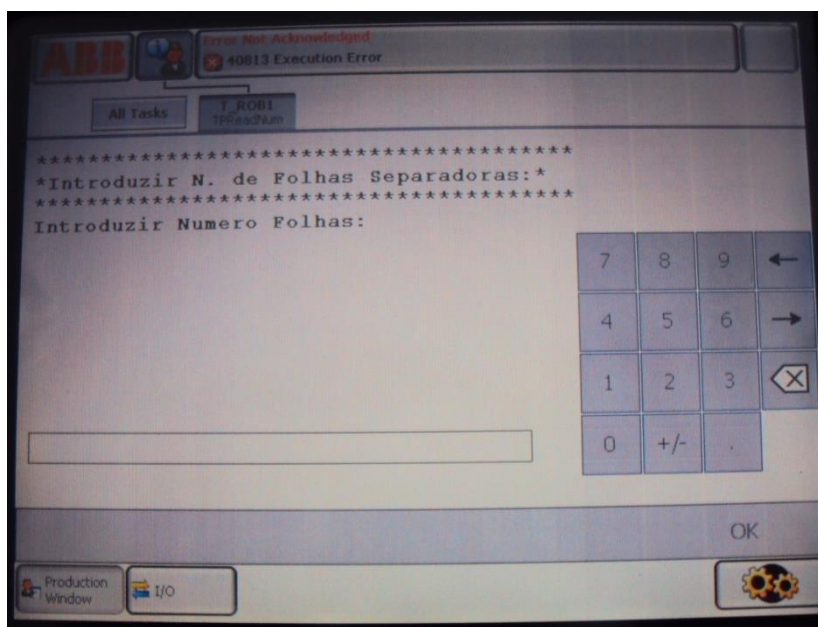 ABB
Error Not Acknowledged
40813 Execution Error
All Tasks
T_ROB1
TPReadNum
*****************************************
*Introduzir N. de Folhas Separadoras:*
*****************************************
Introduzir Numero Folhas:
7 8 9 ←
4 5 6 →
1 2 3
0 +/- .
OK
Production
Window
I/O